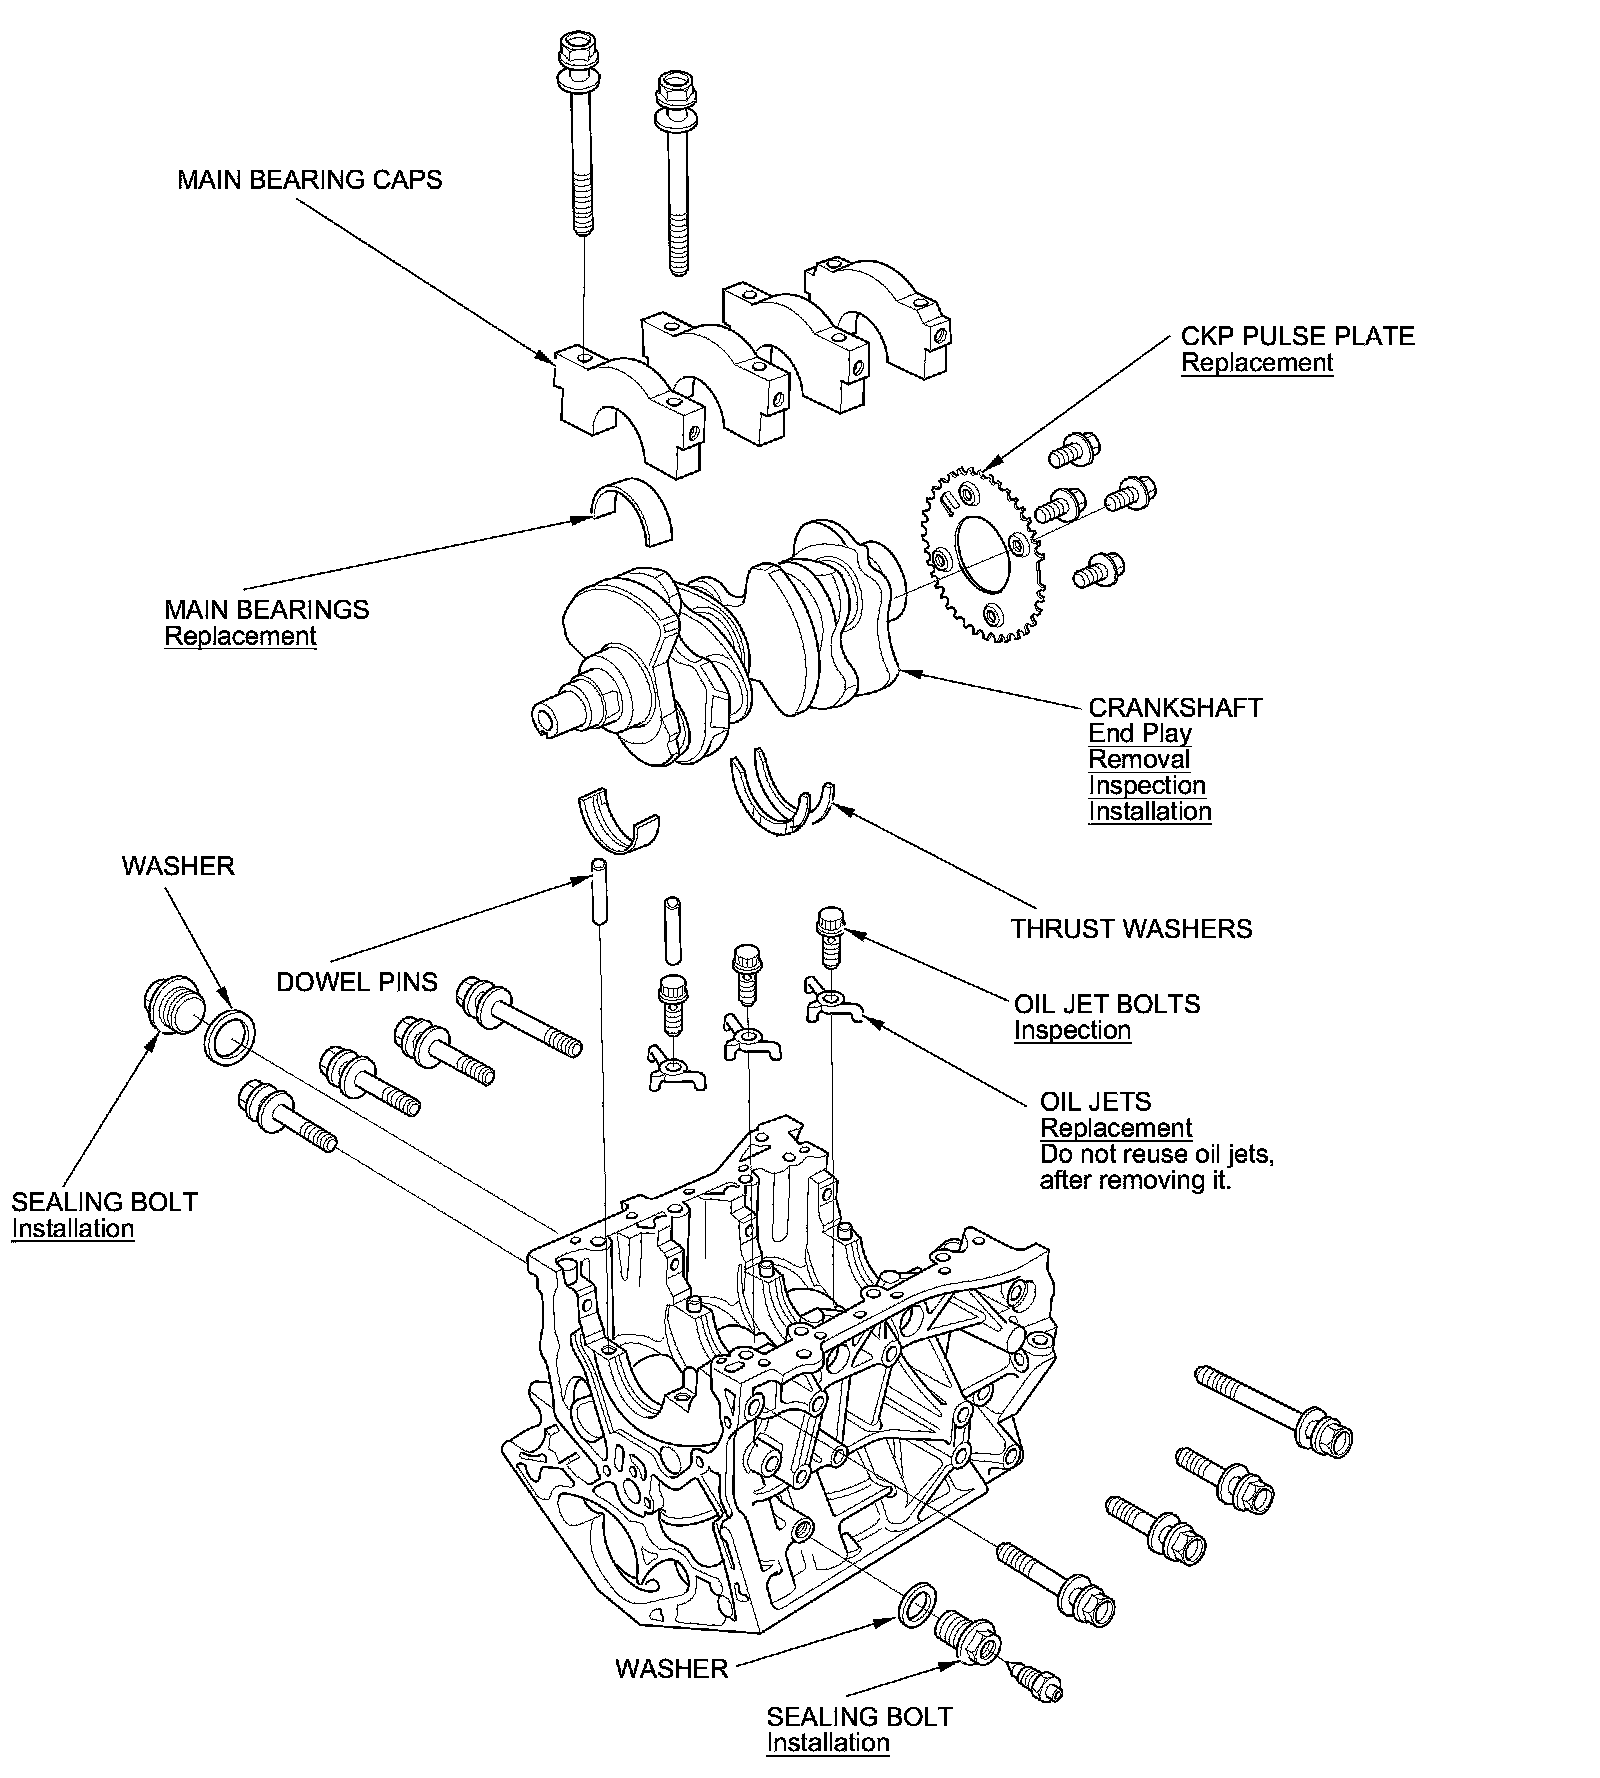 MAIN BEARING CAPS
CKP PULSE PLATE
Replacement
MAIN BEARINGS
Replacement
CRANKSHAFT
End Play
Removal
Inspection
Installation
WASHER
THRUST WASHERS
DOWEL PINS
OIL JET BOLTS
Inspection
OIL JETS
Replacement
Do not reuse oil jets,
after removing it.
SEALING BOLT
Installation
WASHER
SEALING BOLT
Installation